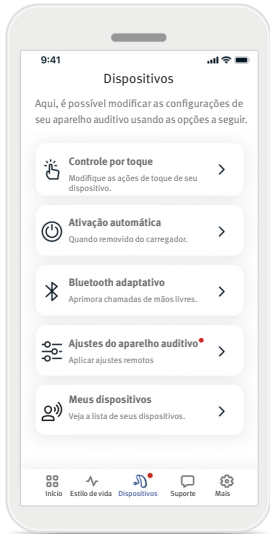 9:41
Dispositivos
Aqui, é possível modificar as configurações de
seu aparelho auditivo usando as opções a seguir.
Controle por toque
Modifique as ações de toque de seu
dispositivo.
Ativação automática
Quando removido do carregador.
Bluetooth adaptativo
Aprimora chamadas de mãos livres.
Ajustes do aparelho auditivo
Aplicar ajustes remotos
Meus dispositivos
Veja a lista de seus dispositivos.
Início Estilo de vida Dispositivos Suporte Mais